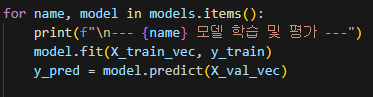 for name, model in models.items():
    print(f"\n--- {name} 모델 학습 및 평가 ---")
    model.fit(X_train_vec, y_train)
    y_pred = model.predict(X_val_vec)